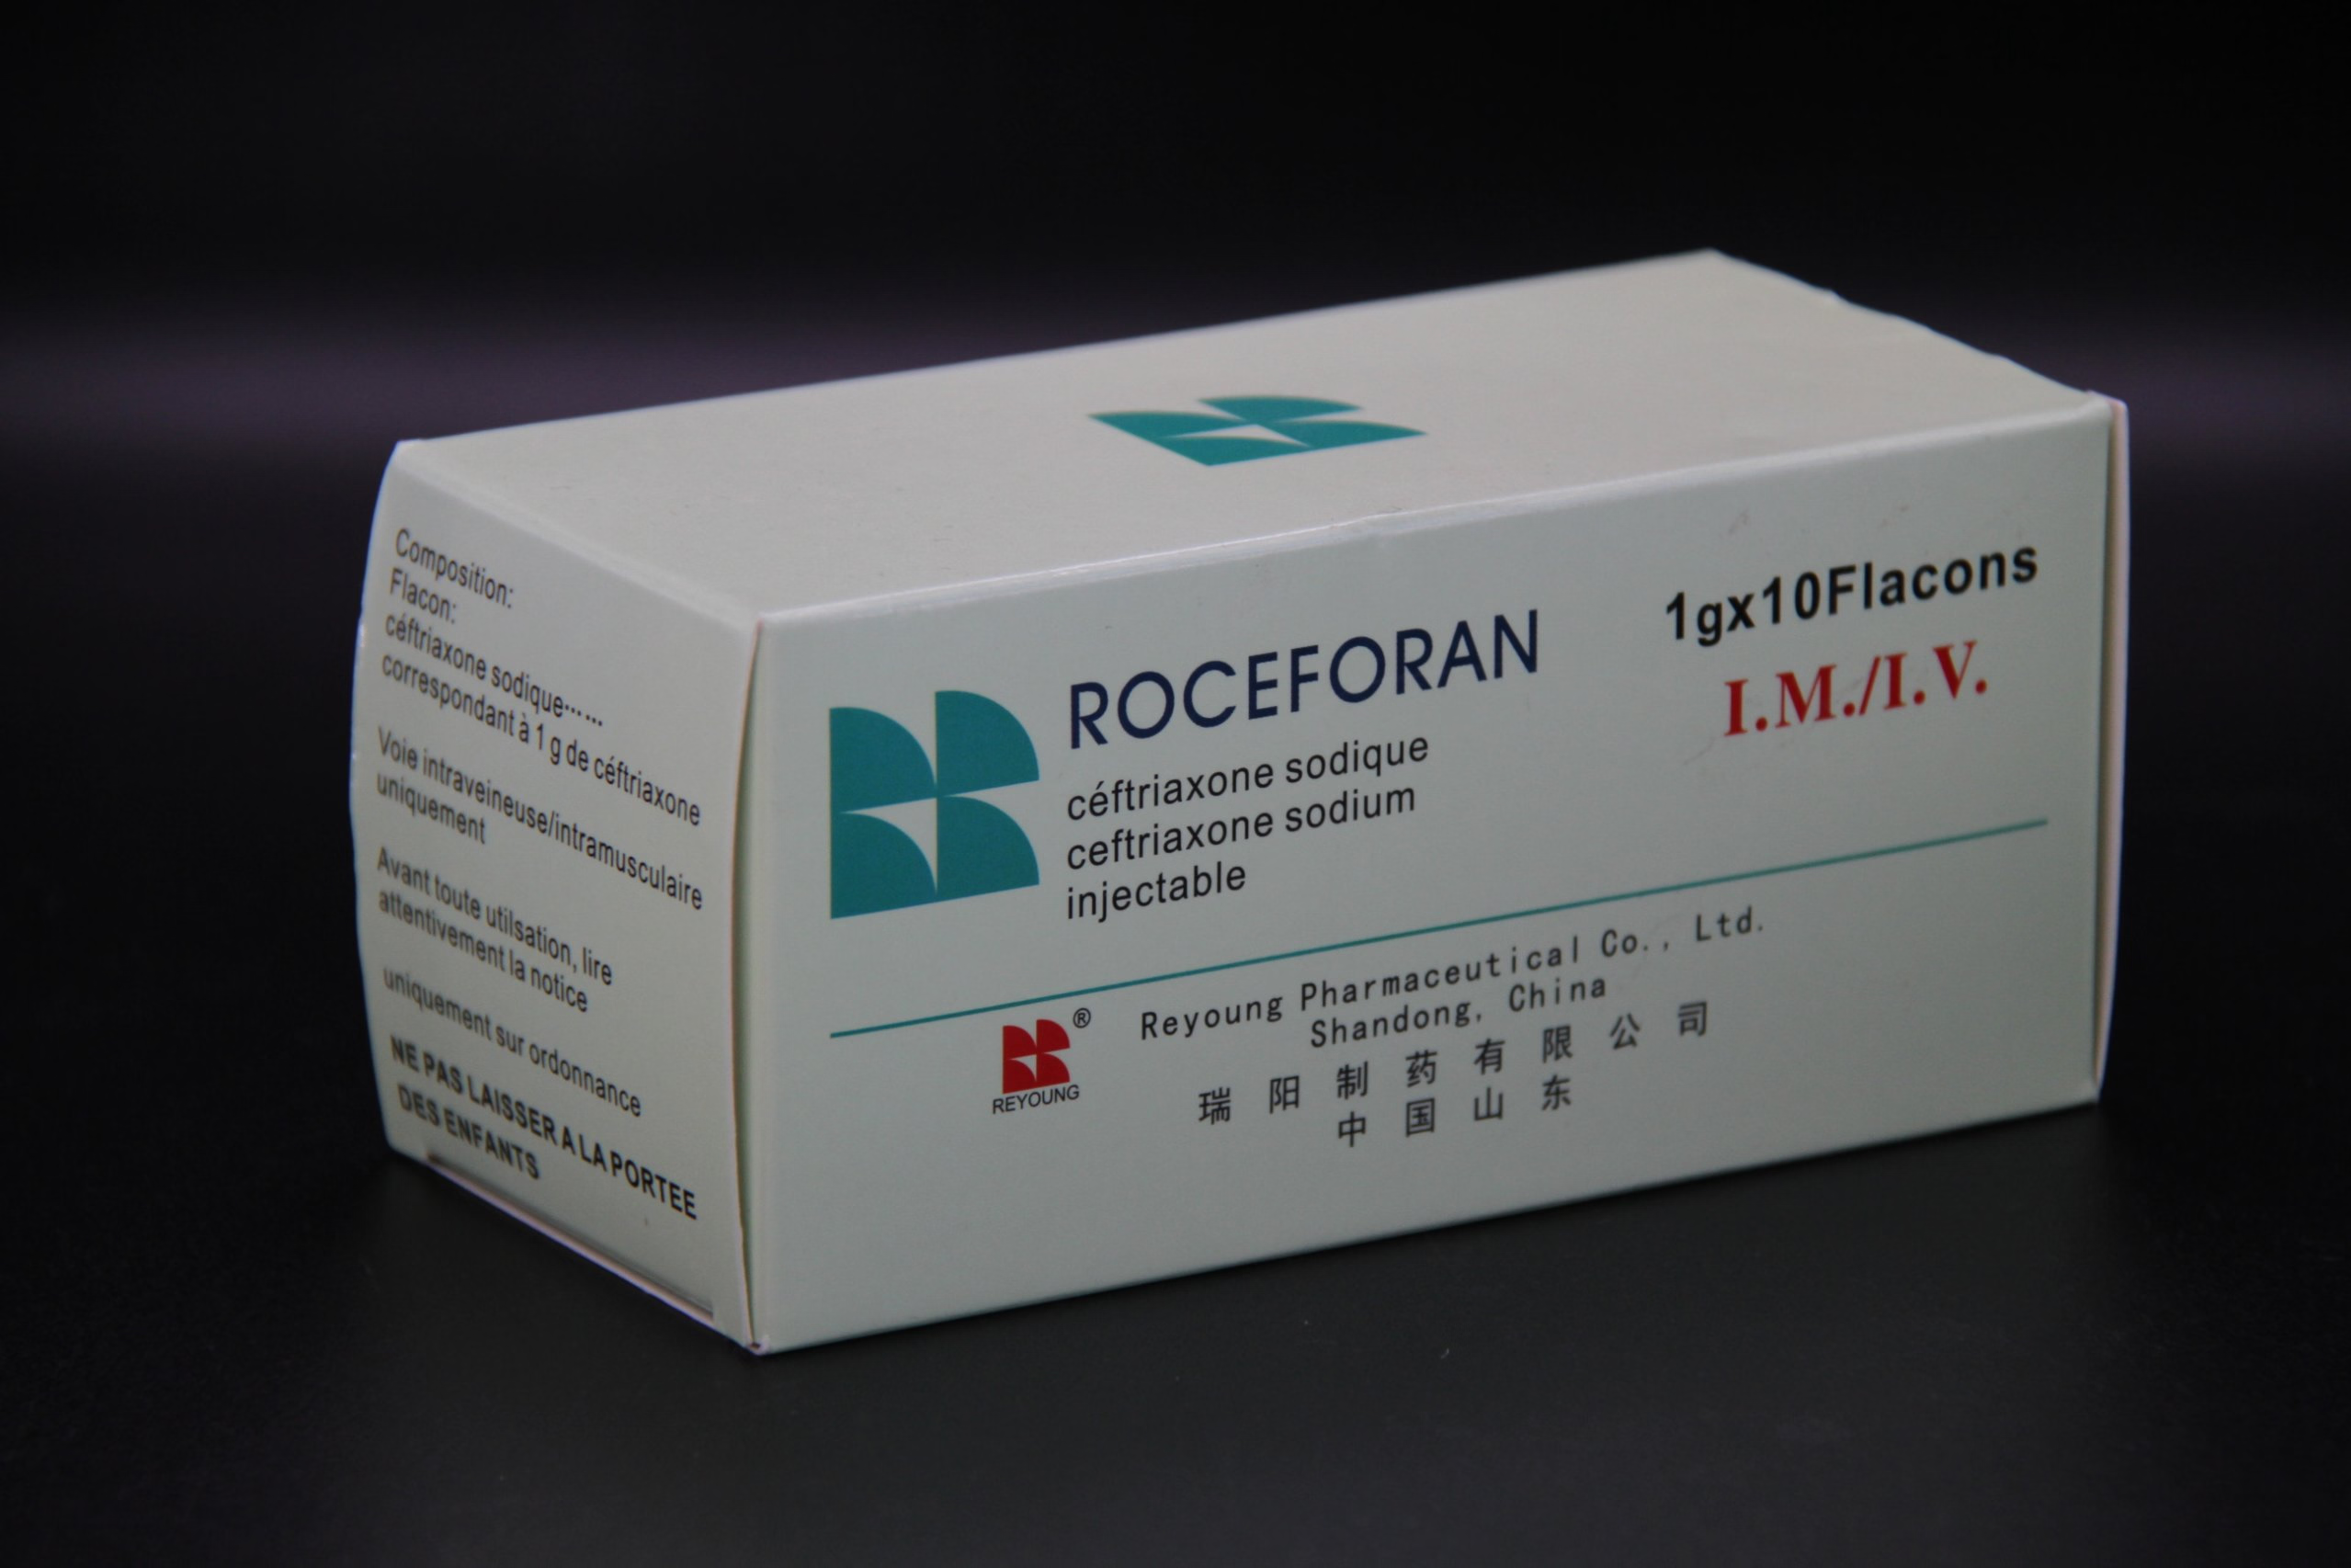 Composition:
Flacon:
céftriaxone sodique……
correspondant à 1 g de céftriaxone
Voie intraveineuse/intramusculaire
uniquement
Avant toute utilsation, lire
attentivement la notice
uniquement sur ordonnance
NE PAS LAISSER A LA PORTEE
DES ENFANTS
ROCEFORAN
céftriaxone sodique
ceftriaxone sodium
injectable
1gx10Flacons
I.M./I.V.
®
REYOUNG
Reyoung Pharmaceutical Co., Ltd.
Shandong, China
瑞阳制药有限公司
中国山东